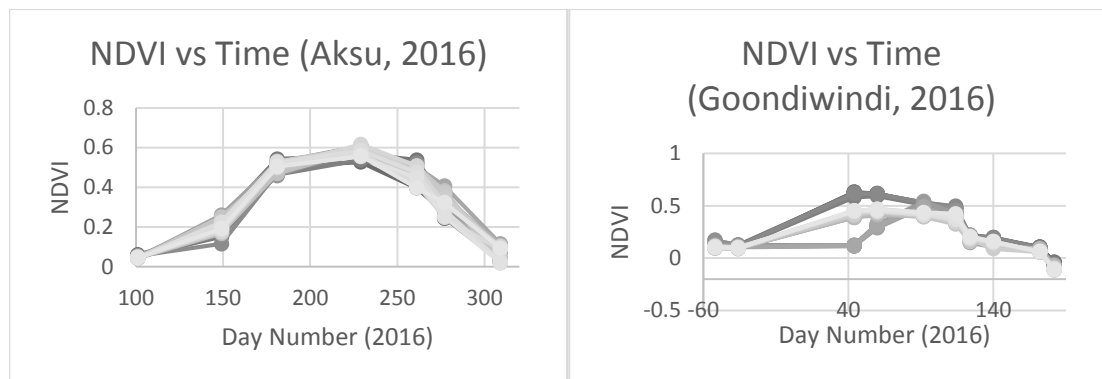 NDVI vs Time (Aksu, 2016)
0.8
0.6
0.4
0.2
0
NDVI
100 150 200 250 300
Day Number (2016)
NDVI vs Time
(Goondiwindi, 2016)
1
0.5
0
-0.5
NDVI
-60 40 140
Day Number (2016)